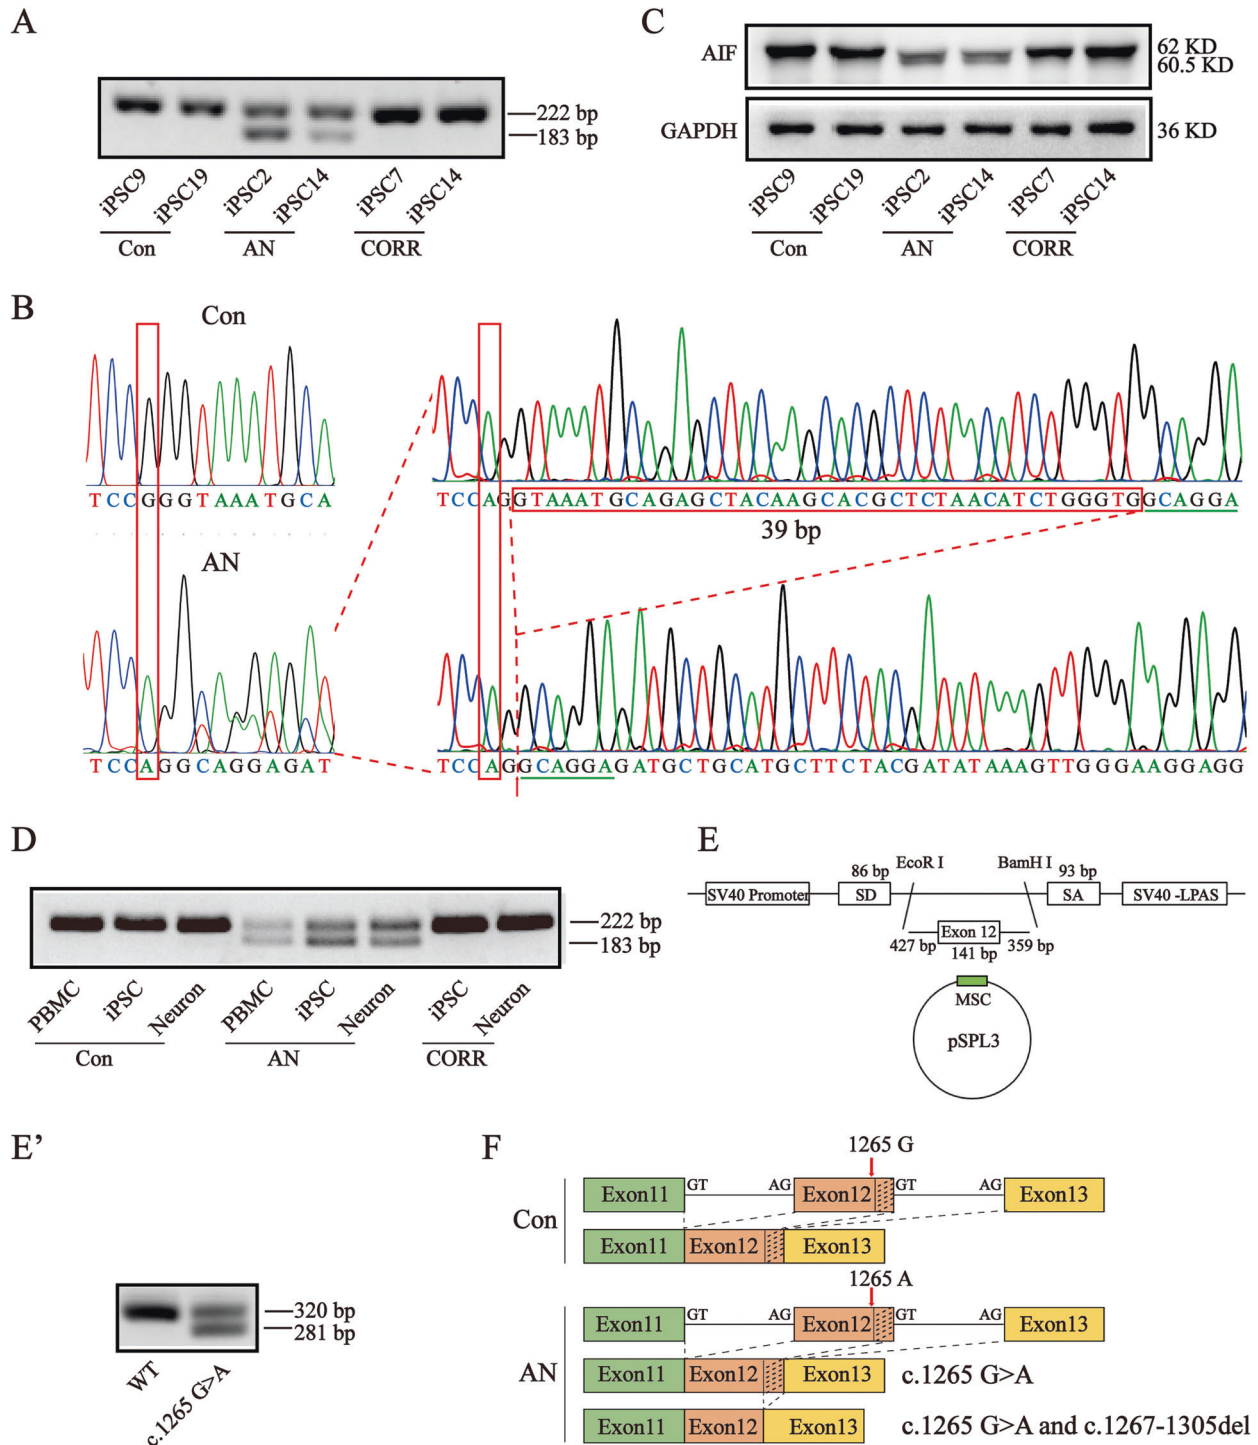 A
222 bp
183 bp
iPSC9
iPSC19
iPSC2
iPSC14
iPSC7
iPSC14
Con
AN
CORR
C
AIF
62 KD
60.5 KD
GAPDH
36 KD
iPSC9
iPSC19
iPSC2
iPSC14
iPSC7
iPSC14
Con
AN
CORR
B
Con
TCCGGGTAAATGCA
TCCAGGTAAATGCAGAGCTACAAGCACGCTCTAACATCTGGGTGGCAGGA
39 bp
AN
TCCAGGCAGGAGAT
TCCAGGCAGGAGATGCTGCATGCTTCTACGATATAAAGTTGGGAAGGAGG
D
222 bp
183 bp
PBMC
iPSC
Neuron
PBMC
iPSC
Neuron
iPSC
Neuron
Con
AN
CORR
E
EcoR I
BamH I
86 bp
93 bp
SV40 Promoter
SD
SA
SV40 -LPAS
427 bp
Exon 12
359 bp
141 bp
MSC
pSPL3
E’
320 bp
281 bp
WT
c.1265 G>A
F
1265 G
Con
Exon11
GT
AG
Exon12
GT
AG
Exon13
Exon11
Exon12
Exon13
1265 A
AN
Exon11
GT
AG
Exon12
GT
AG
Exon13
Exon11
Exon12
Exon13
c.1265 G>A
Exon11
Exon12
Exon13
c.1265 G>A and c.1267-1305del